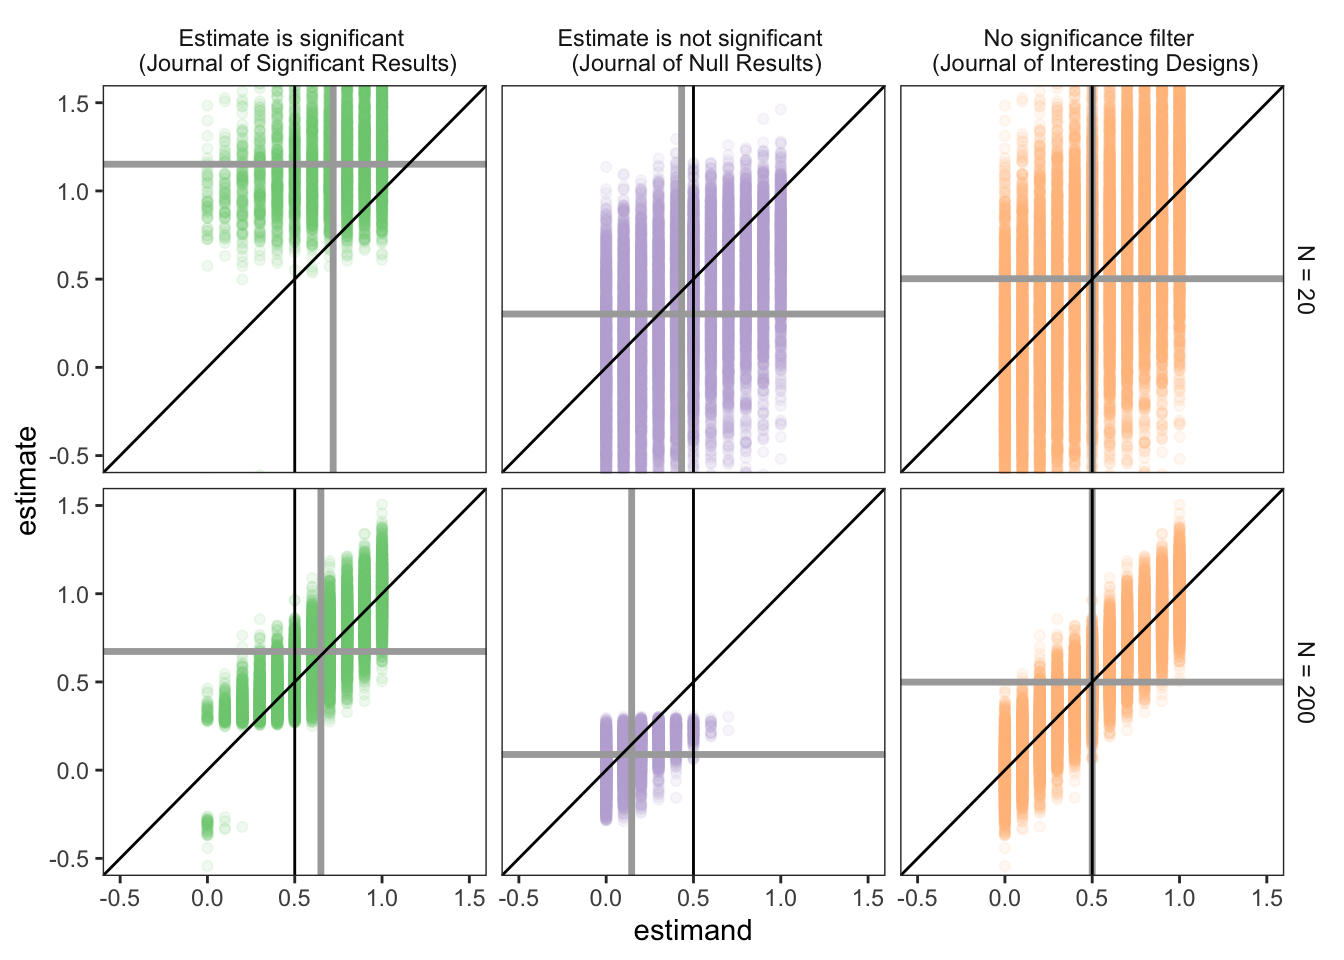 Estimate is significant
(Journal of Significant Results)
Estimate is not significant
(Journal of Null Results)
No significance filter
(Journal of Interesting Designs)
1.5
1.0
0.5
0.0
-0.5
N = 20
estimate
1.5
1.0
0.5
0.0
-0.5
N = 200
-0.5 0.0 0.5 1.0 1.5
-0.5 0.0 0.5 1.0 1.5
-0.5 0.0 0.5 1.0 1.5
estimand